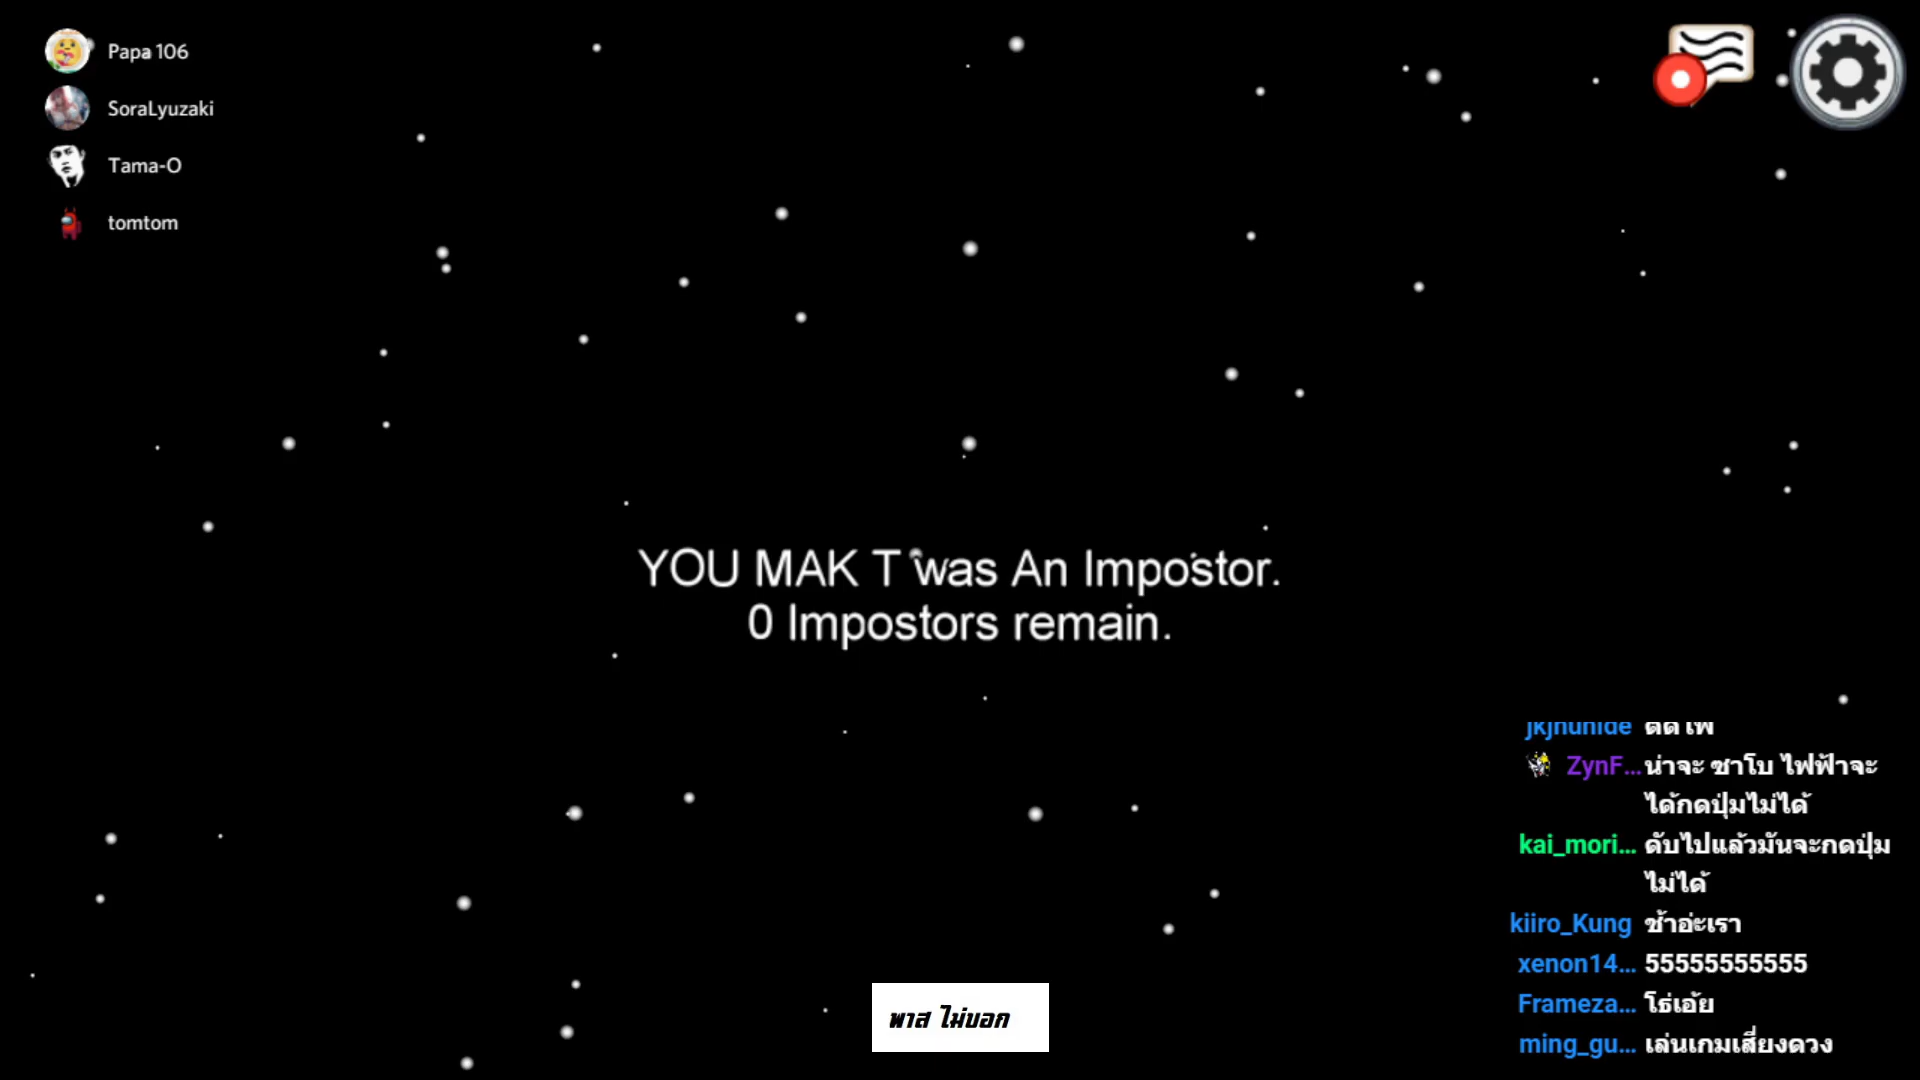 Papa 106
SoraLyuzaki
Tama-O
tomtom
YOU MAK T was An Impostor.
0 Impostors remain.
jkjhuhide
ZynF... น่าจะ ซาโบ ไฟฟ้าจะ
ได้กดปุ่มไม่ได้
kai_mori... ดับไปแล้วมันจะกดปุ่ม
ไม่ได้
kiiro_Kung ช้าอ่ะเรา
xenon14... 55555555555
Frameza... โธ่เอ้ย
ming_gu... เล่นเกมเสี่ยงดวง
พาส ไม่บอก